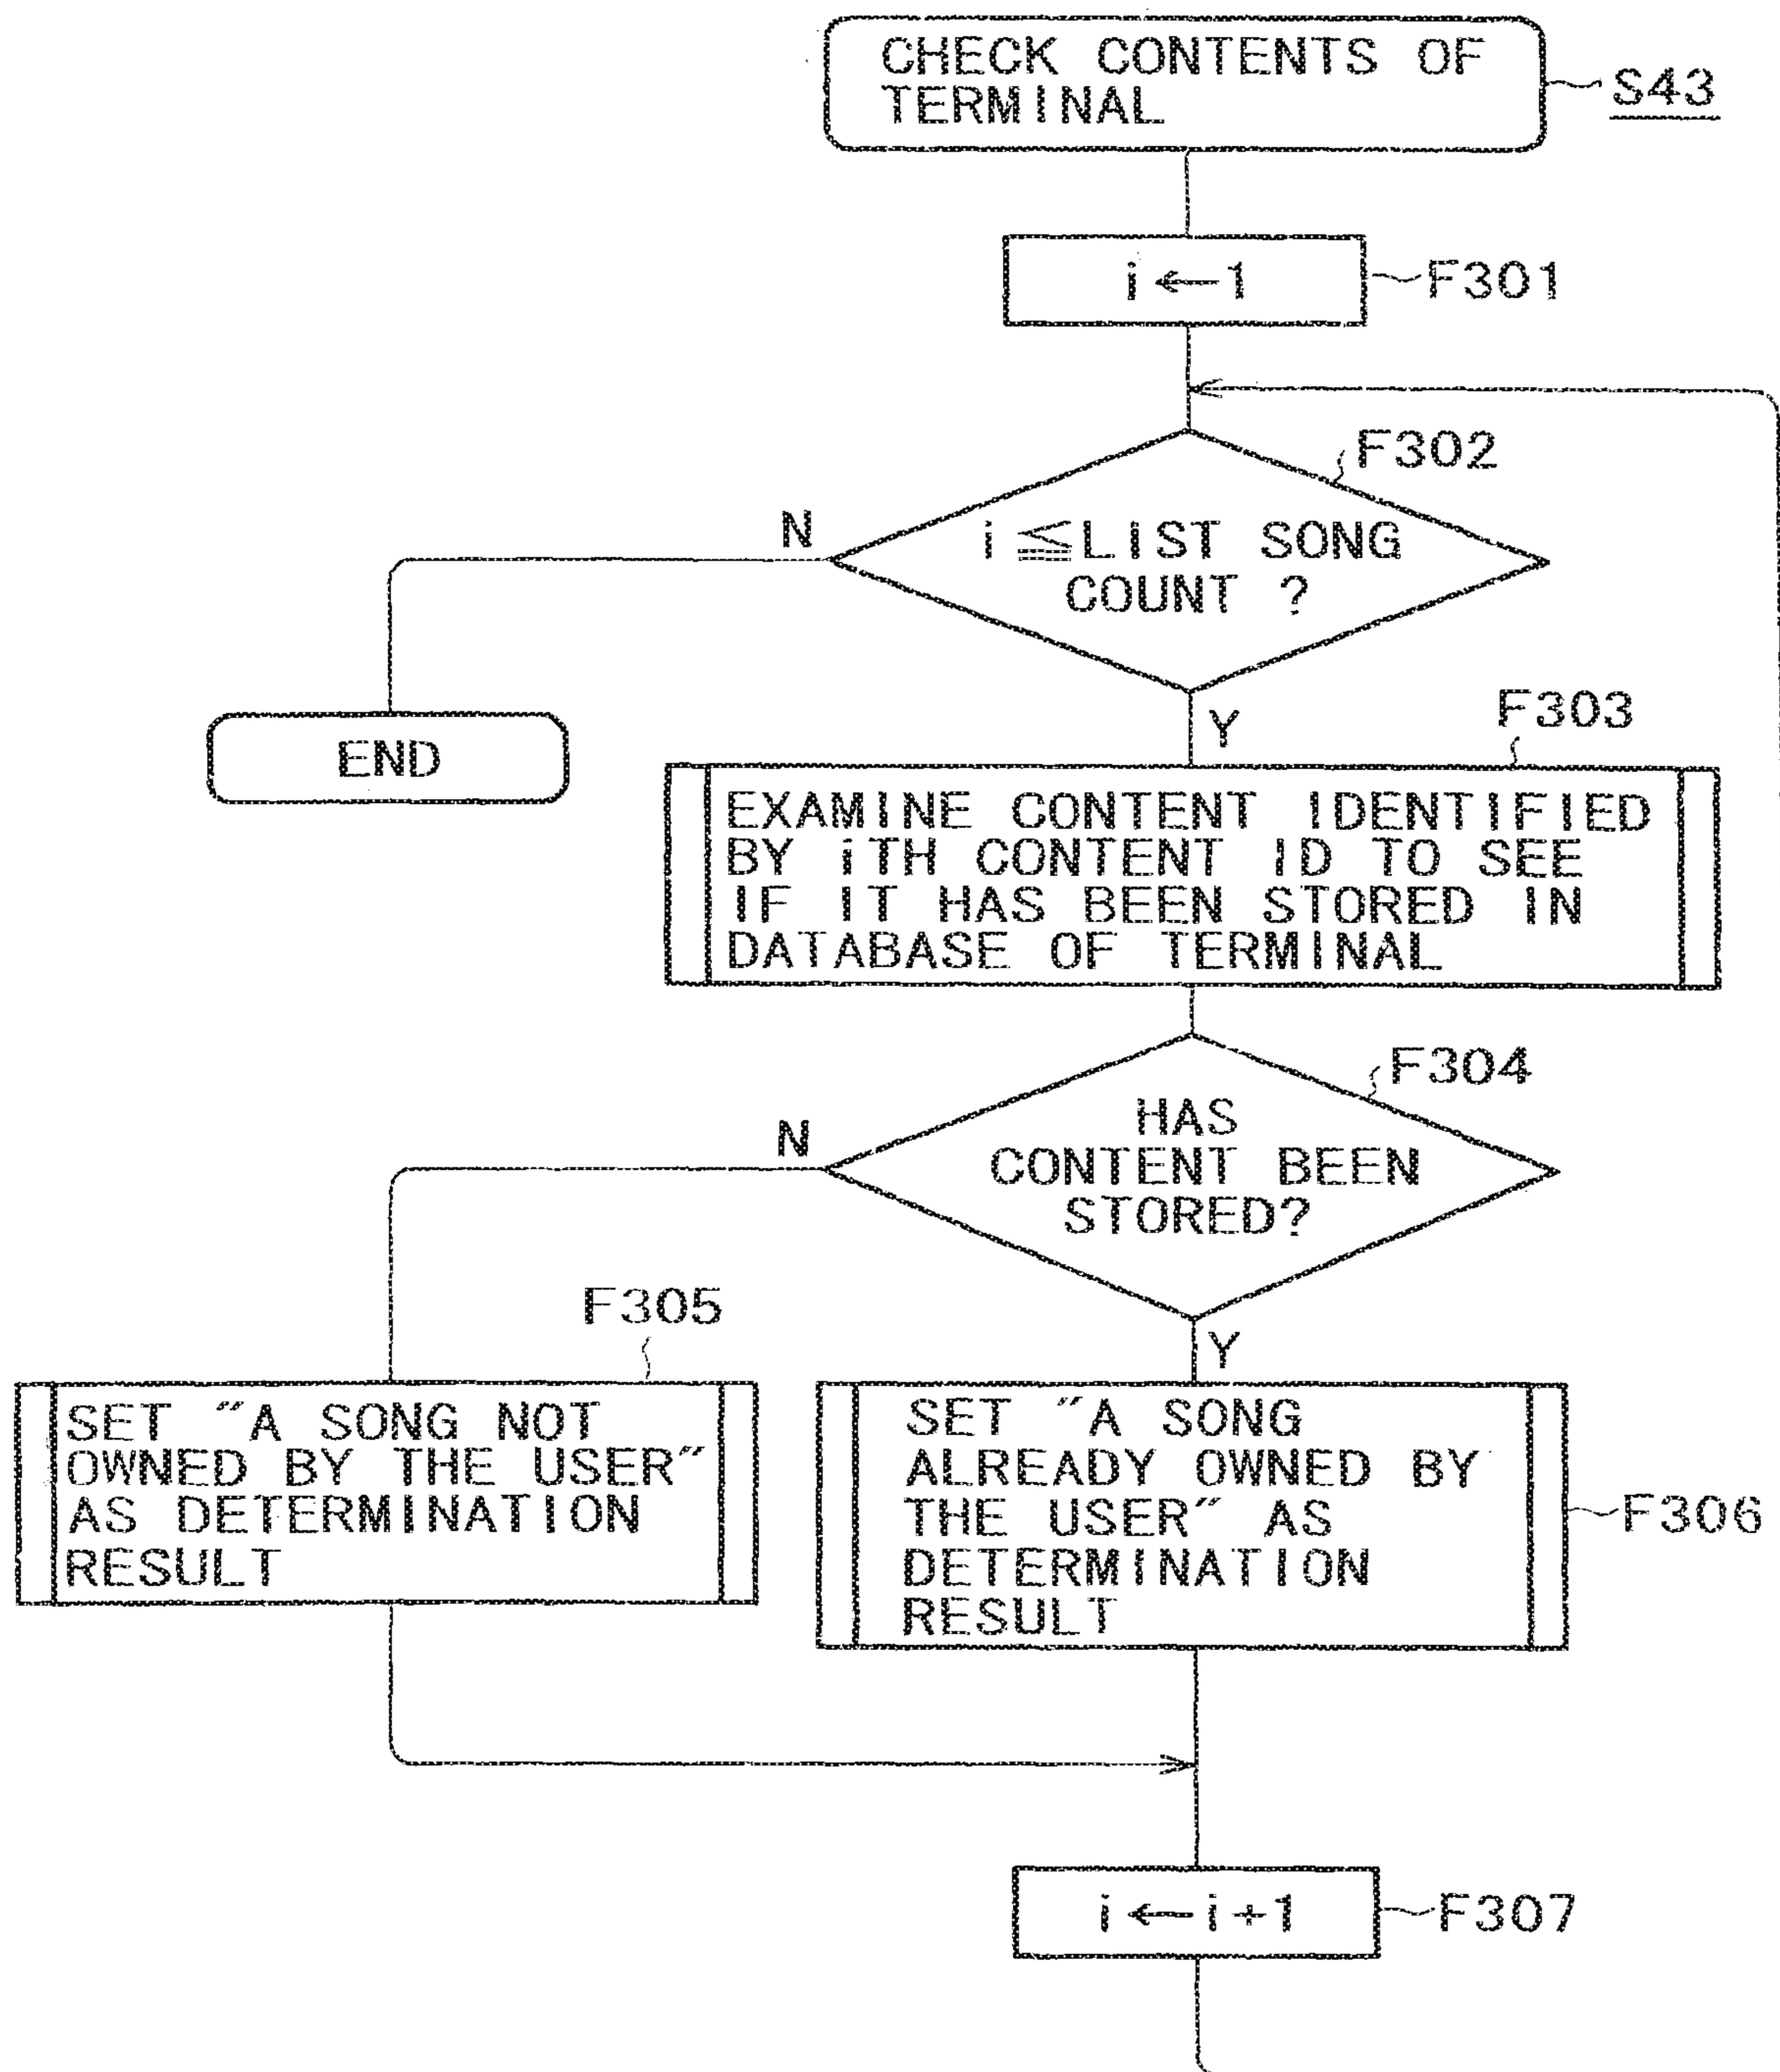 CHECK CONTENTS OF
TERMINAL
S43
i←1
F301
F302
N
i≦LIST SONG
COUNT ?
END
Y
F303
EXAMINE CONTENT IDENTIFIED
BY iTH CONTENT ID TO SEE
IF IT HAS BEEN STORED IN
DATABASE OF TERMINAL
F304
N
HAS
CONTENT BEEN
STORED?
F305
Y
SET "A SONG NOT
OWNED BY THE USER"
AS DETERMINATION
RESULT
SET "A SONG
ALREADY OWNED BY
THE USER" AS
DETERMINATION
RESULT
F306
i←i+1
F307